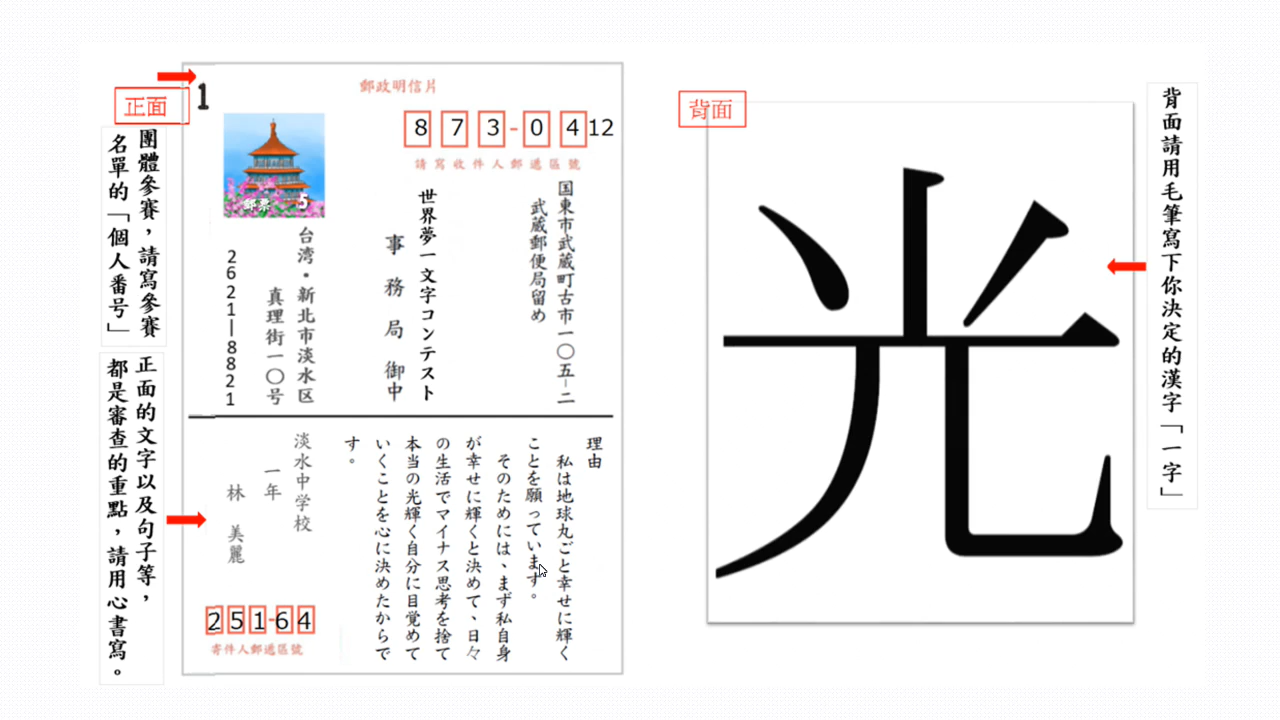 正面
團體參賽，請寫參賽
名單的「個人番号」
正面的文字以及句子等，
都是審查的重點，請用心書寫。
1
郵政明信片
873-0412
請寫收件人郵遞區號
郵票 5
国東市武蔵町古市一〇五－二
武蔵郵便局留め
世界夢一文字コンテスト
事務局 御中
台湾・新北市淡水区
真理街一〇号
2621-8821
理由
私は地球丸ごと幸せに輝く
ことを願っています。
そのためには、まず私自身
が幸せに輝くと決めて、日々
の生活でマイナス思考を捨て
本当の光輝く自分に目覚めて
いくことを心に決めたからで
す。
淡水中学校
一年
林 美麗
251-64
寄件人郵遞區號
背面
光
背面請用毛筆寫下你決定的漢字「一字」